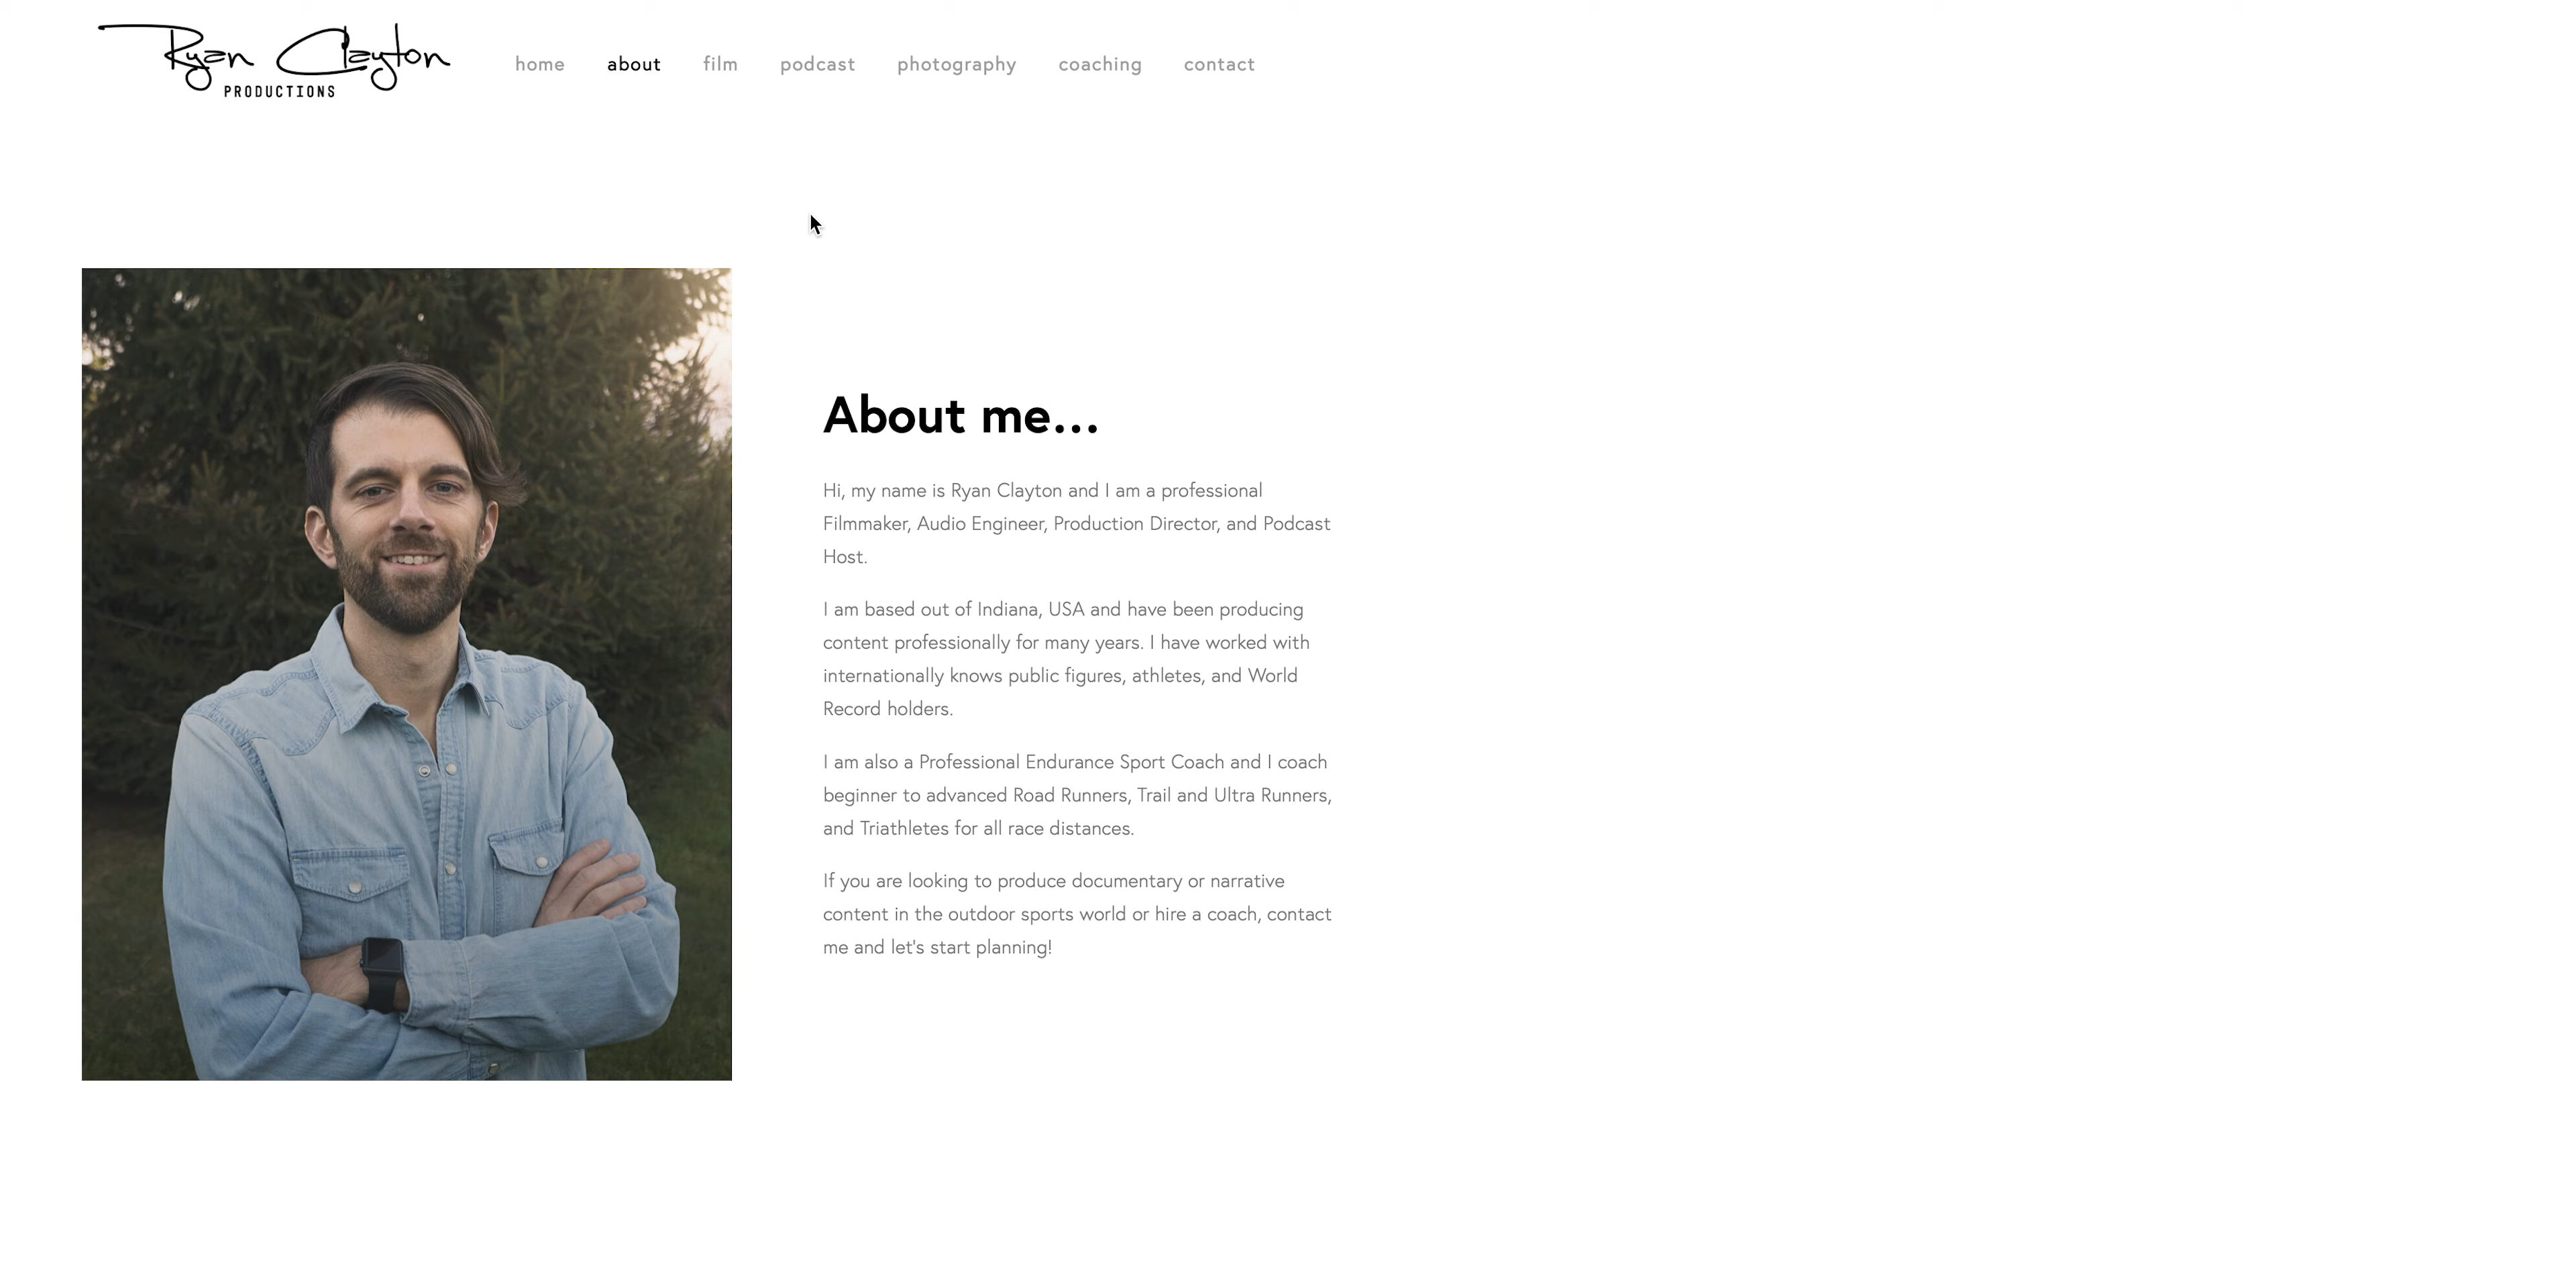 Ryan Clayton
PRODUCTIONS
home about film podcast photography coaching contact
About me...
Hi, my name is Ryan Clayton and I am a professional
Filmmaker, Audio Engineer, Production Director, and Podcast
Host.
I am based out of Indiana, USA and have been producing
content professionally for many years. I have worked with
internationally knows public figures, athletes, and World
Record holders.
I am also a Professional Endurance Sport Coach and I coach
beginner to advanced Road Runners, Trail and Ultra Runners,
and Triathletes for all race distances.
If you are looking to produce documentary or narrative
content in the outdoor sports world or hire a coach, contact
me and let's start planning!